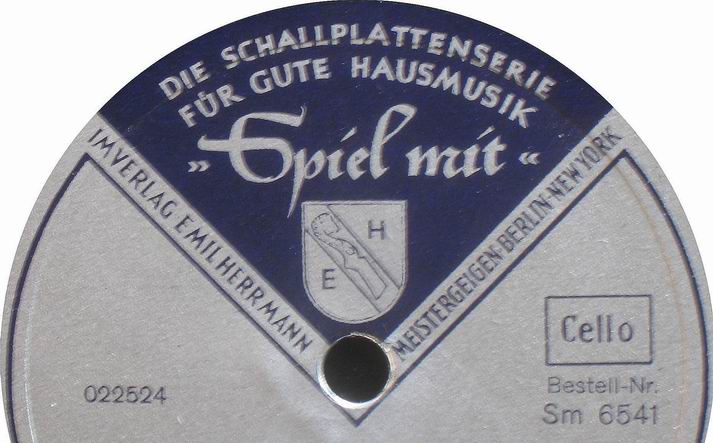 DIE SCHALLPLATTENSERIE
FÜR GUTE HAUSMUSIK
„Spiel mit“
IM VERLAG EMIL HERRMANN
MEISTERGEIGEN·BERLIN-NEW YORK
E H
Cello
022524
Bestell-Nr.
Sm 6541